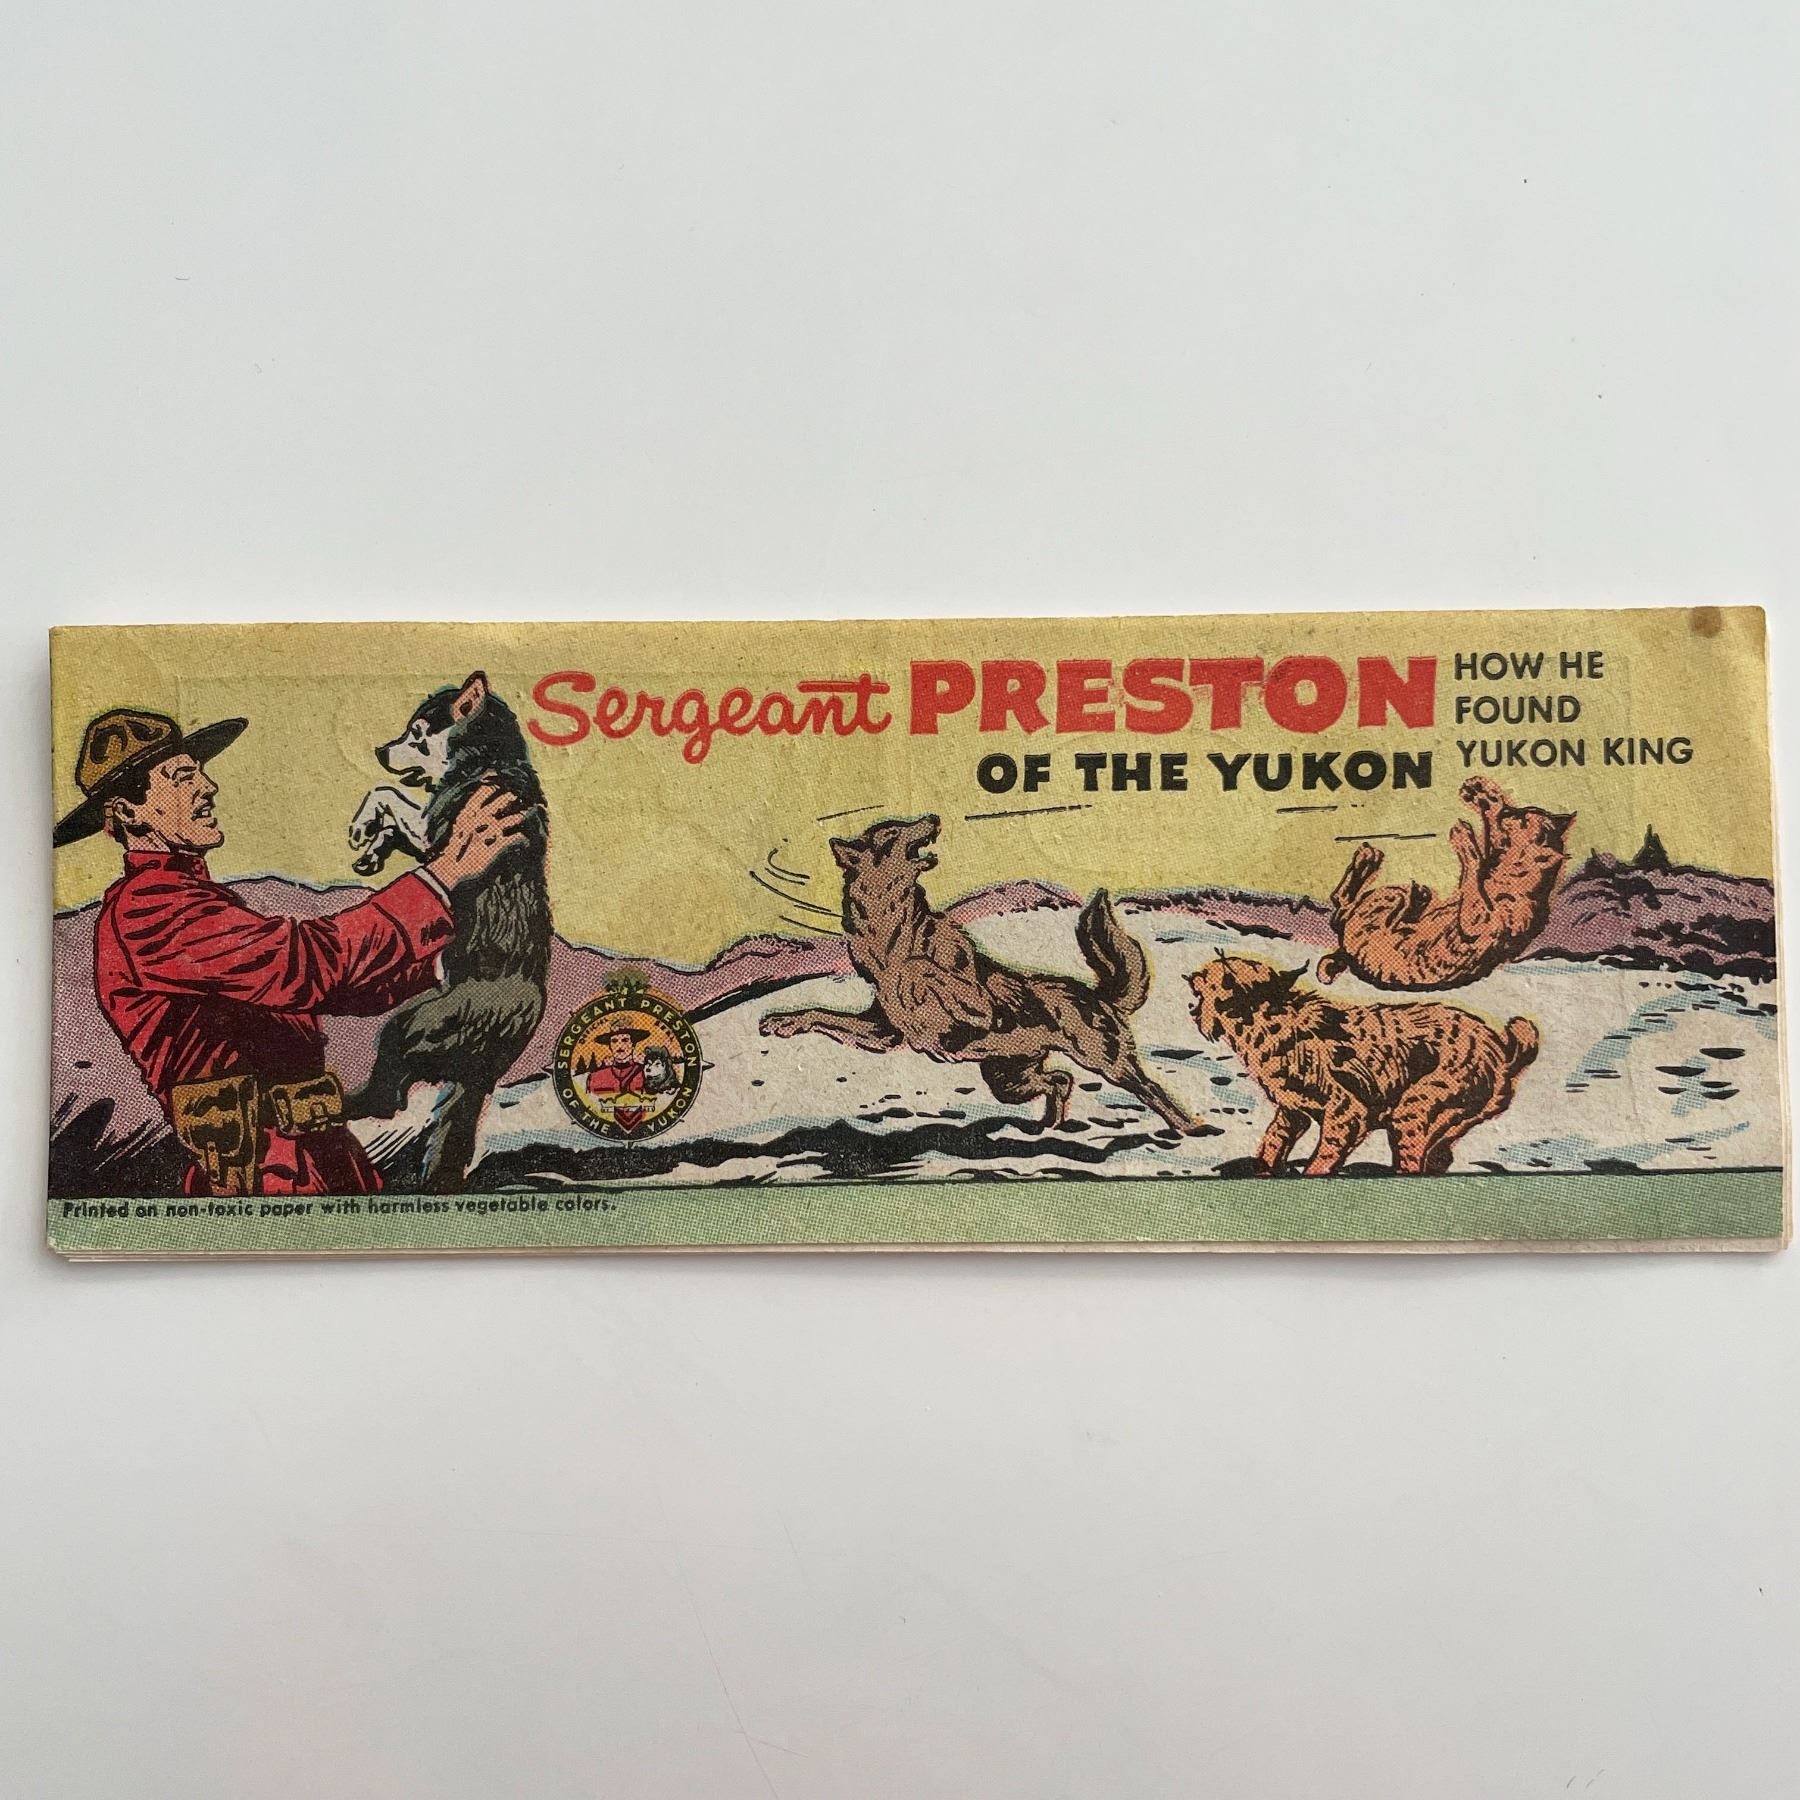 Sergeant PRESTON
OF THE YUKON
HOW HE
FOUND
YUKON KING
SERGEANT PRESTON
OF THE YUKON
Printed on non-toxic paper with harmless vegetable colors.